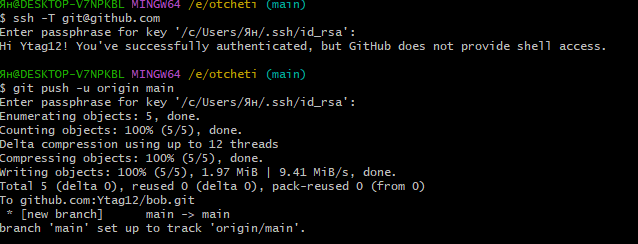 Ян@DESKTOP-V7NPKBL MINGW64 /e/otcheti (main)
$ ssh -T git@github.com
Enter passphrase for key '/c/Users/Ян/.ssh/id_rsa':
Hi Ytag12! You've successfully authenticated, but GitHub does not provide shell access.
Ян@DESKTOP-V7NPKBL MINGW64 /e/otcheti (main)
$ git push -u origin main
Enter passphrase for key '/c/Users/Ян/.ssh/id_rsa':
Enumerating objects: 5, done.
Counting objects: 100% (5/5), done.
Delta compression using up to 12 threads
Compressing objects: 100% (5/5), done.
Writing objects: 100% (5/5), 1.97 MiB | 9.41 MiB/s, done.
Total 5 (delta 0), reused 0 (delta 0), pack-reused 0 (from 0)
To github.com:Ytag12/bob.git
 * [new branch]      main -> main
branch 'main' set up to track 'origin/main'.